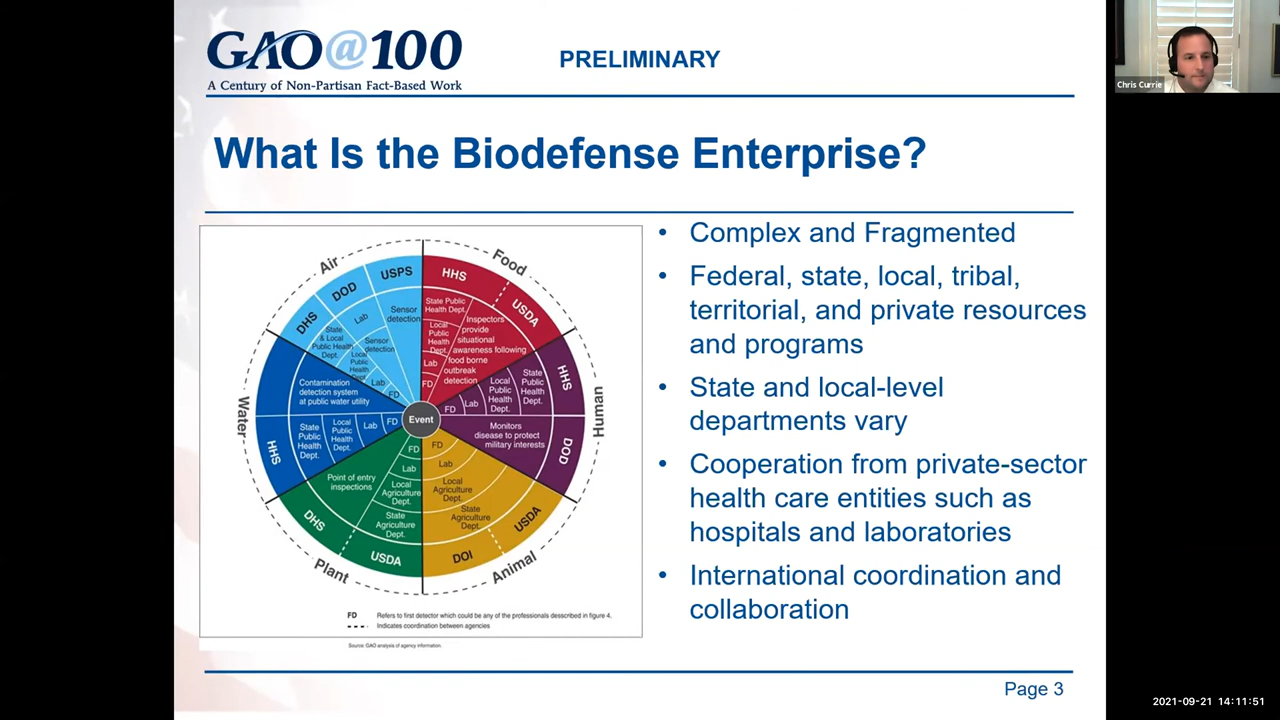 GAO@100
A Century of Non-Partisan Fact-Based Work
PRELIMINARY
Chris Currie
What Is the Biodefense Enterprise?
Air
DHS
DOD
USPS
State
& Local
Public Health
Dept.
Lab
Sensor
detection
Local
Public
Health
Dept.
Sensor
detection
Lab
FD
Food
HHS
USDA
State Public
Health Dept.
Local
Public
Health
Dept.
Lab
FD
Inspectors
provide
situational
awareness following
food borne
outbreak
detection
Human
HHS
DOD
FD
Lab
Local
Public
Health
Dept.
State
Public
Health
Dept.
Monitors
disease to protect
military interests
Event
Water
HHS
Contamination
detection system
at public water utility
State
Public
Health
Dept.
Local
Public
Health
Dept.
Lab
FD
Plant
DHS
USDA
Point of entry
inspections
FD
Lab
Local
Agriculture
Dept.
State
Agriculture
Dept.
Animal
DOI
USDA
FD
Lab
Local
Agriculture
Dept.
State
Agriculture
Dept.
FD Refers to first detector which could be any of the professionals desscribed in figure 4.
Indicates coordination between agencies
Source: GAO analysis of agency information.
• Complex and Fragmented
• Federal, state, local, tribal,
territorial, and private resources
and programs
• State and local-level
departments vary
• Cooperation from private-sector
health care entities such as
hospitals and laboratories
• International coordination and
collaboration
Page 3
2021-09-21 14:11:51